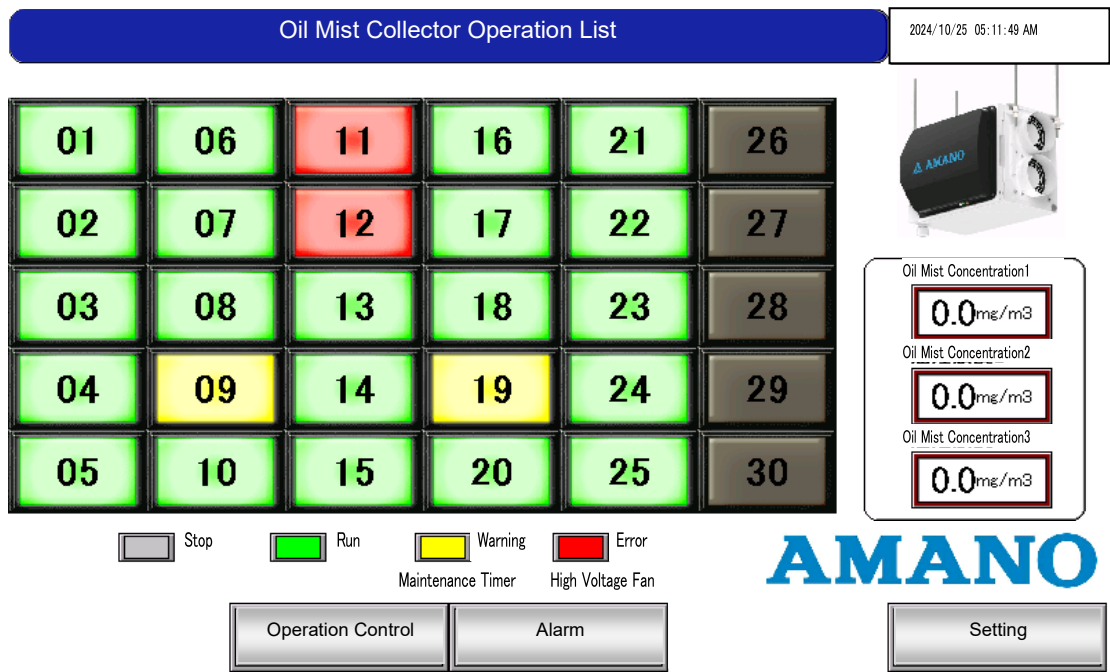 Oil Mist Collector Operation List
2024/10/25 05:11:49 AM
01 06 11 16 21 26
02 07 12 17 22 27
03 08 13 18 23 28
04 09 14 19 24 29
05 10 15 20 25 30
AMANO
Oil Mist Concentration1
0.0mg/m3
Oil Mist Concentration2
0.0mg/m3
Oil Mist Concentration3
0.0mg/m3
Stop Run Warning Error
Maintenance Timer High Voltage Fan
AMANO
Operation Control Alarm Setting